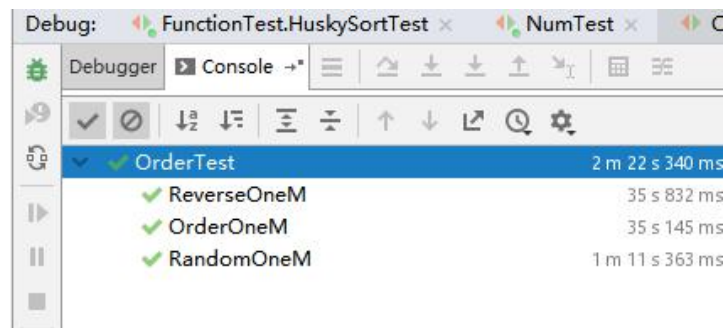 Debug: FunctionTest.HuskySortTest × NumTest ×
Debugger Console
OrderTest 2 m 22 s 340 ms
ReverseOneM 35 s 832 ms
OrderOneM 35 s 145 ms
RandomOneM 1 m 11 s 363 ms